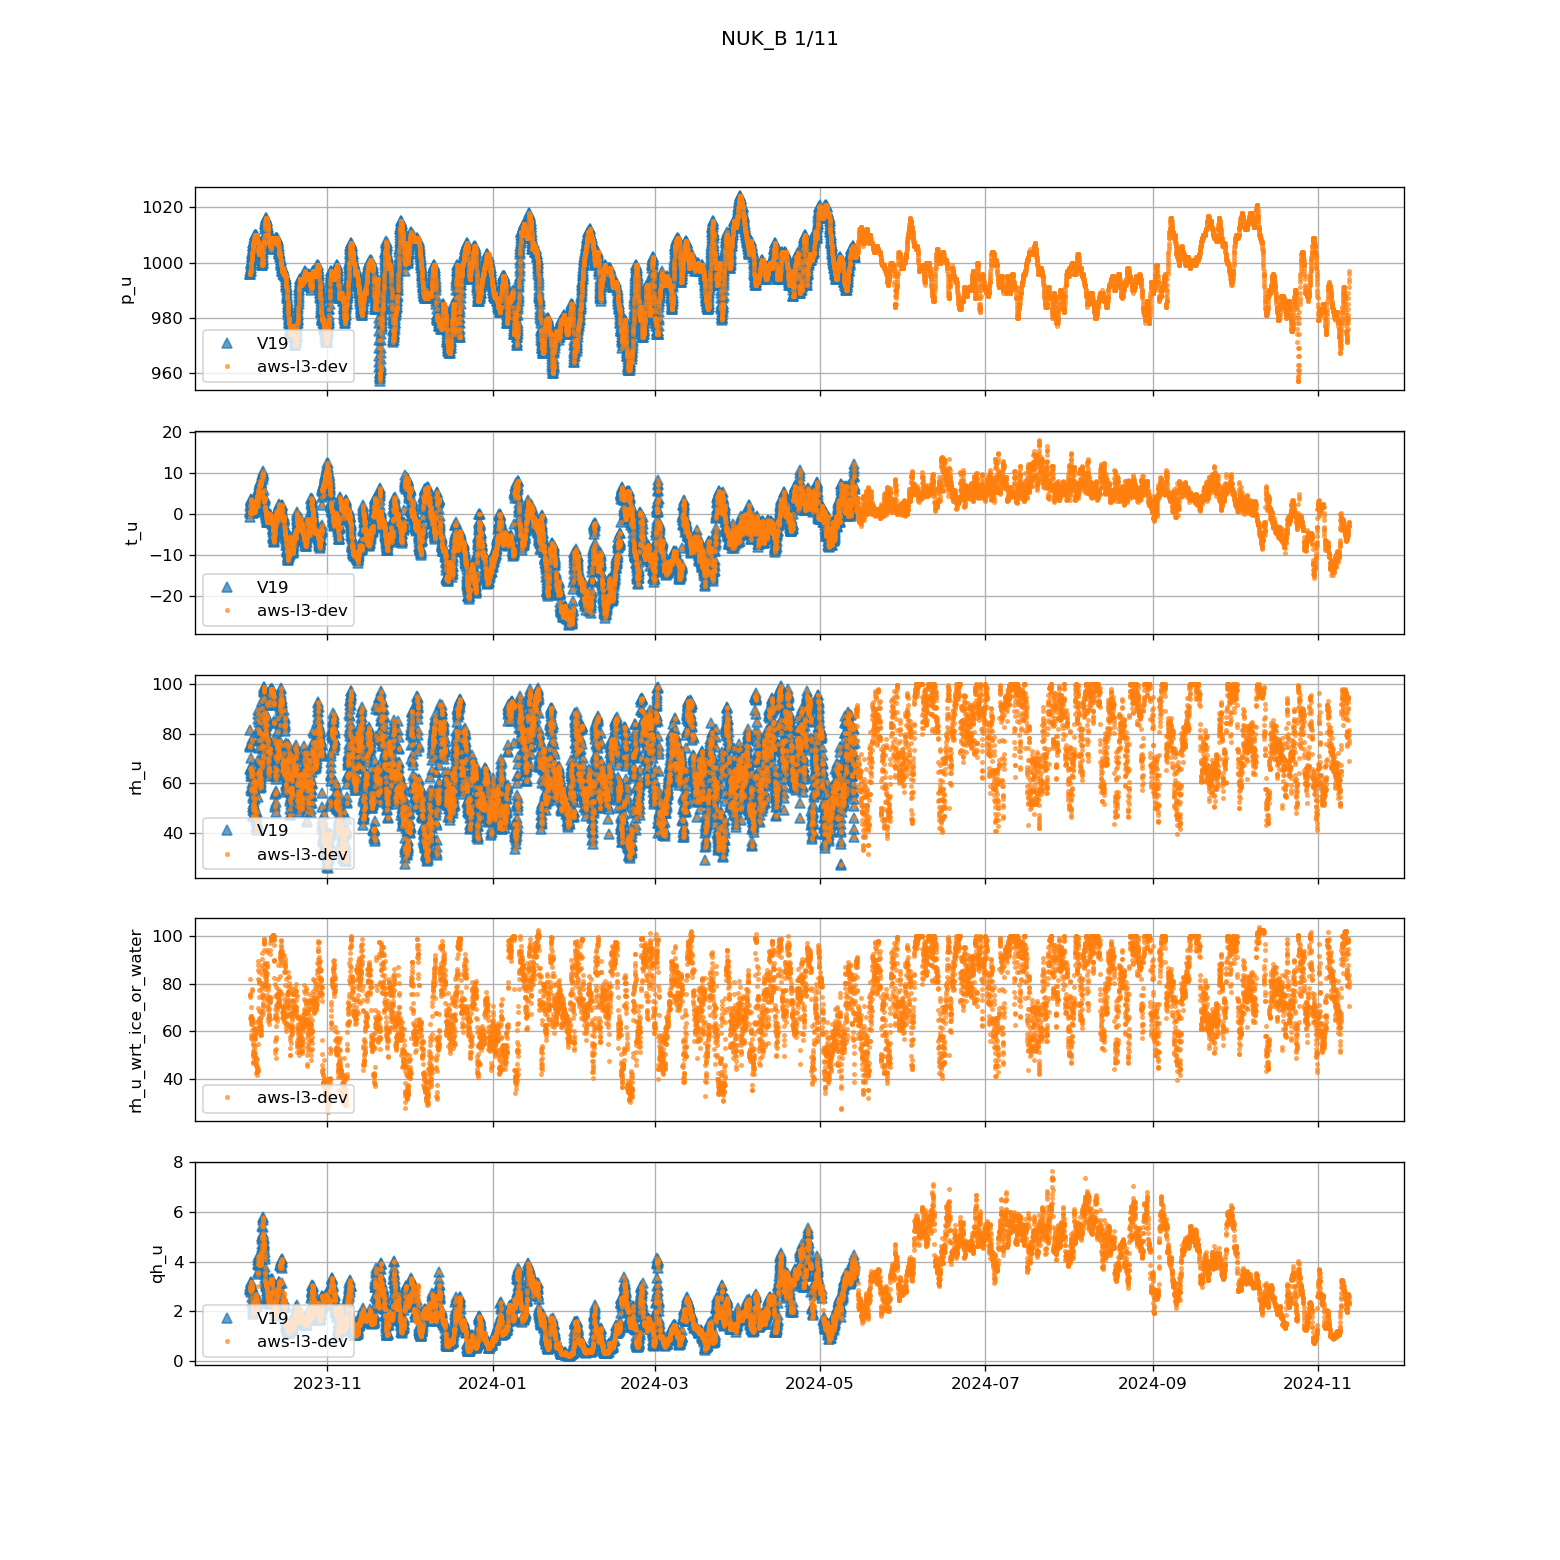 NUK_B 1/11
p_u
1020
1000
980
960
V19
aws-l3-dev
t_u
20
10
0
−10
−20
V19
aws-l3-dev
rh_u
100
80
60
40
V19
aws-l3-dev
rh_u_wrt_ice_or_water
100
80
60
40
aws-l3-dev
qh_u
8
6
4
2
0
V19
aws-l3-dev
2023-11
2024-01
2024-03
2024-05
2024-07
2024-09
2024-11